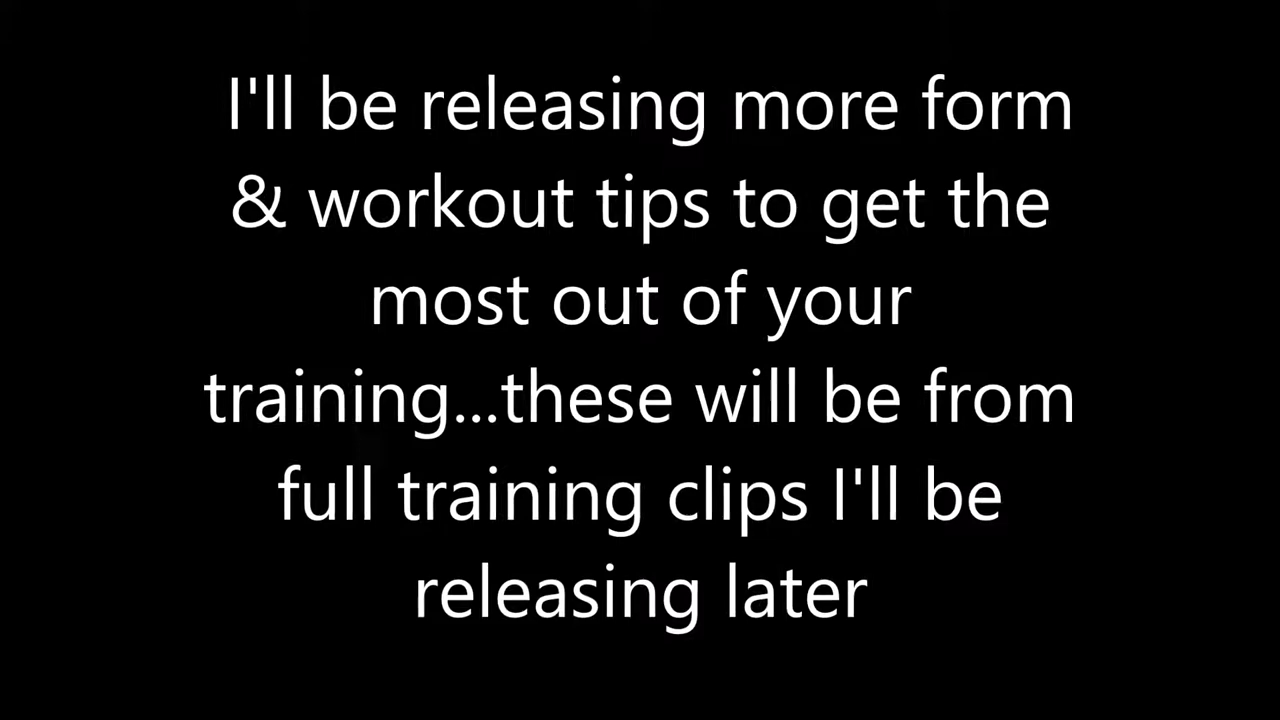 I'll be releasing more form
& workout tips to get the
most out of your
training...these will be from
full training clips I'll be
releasing later